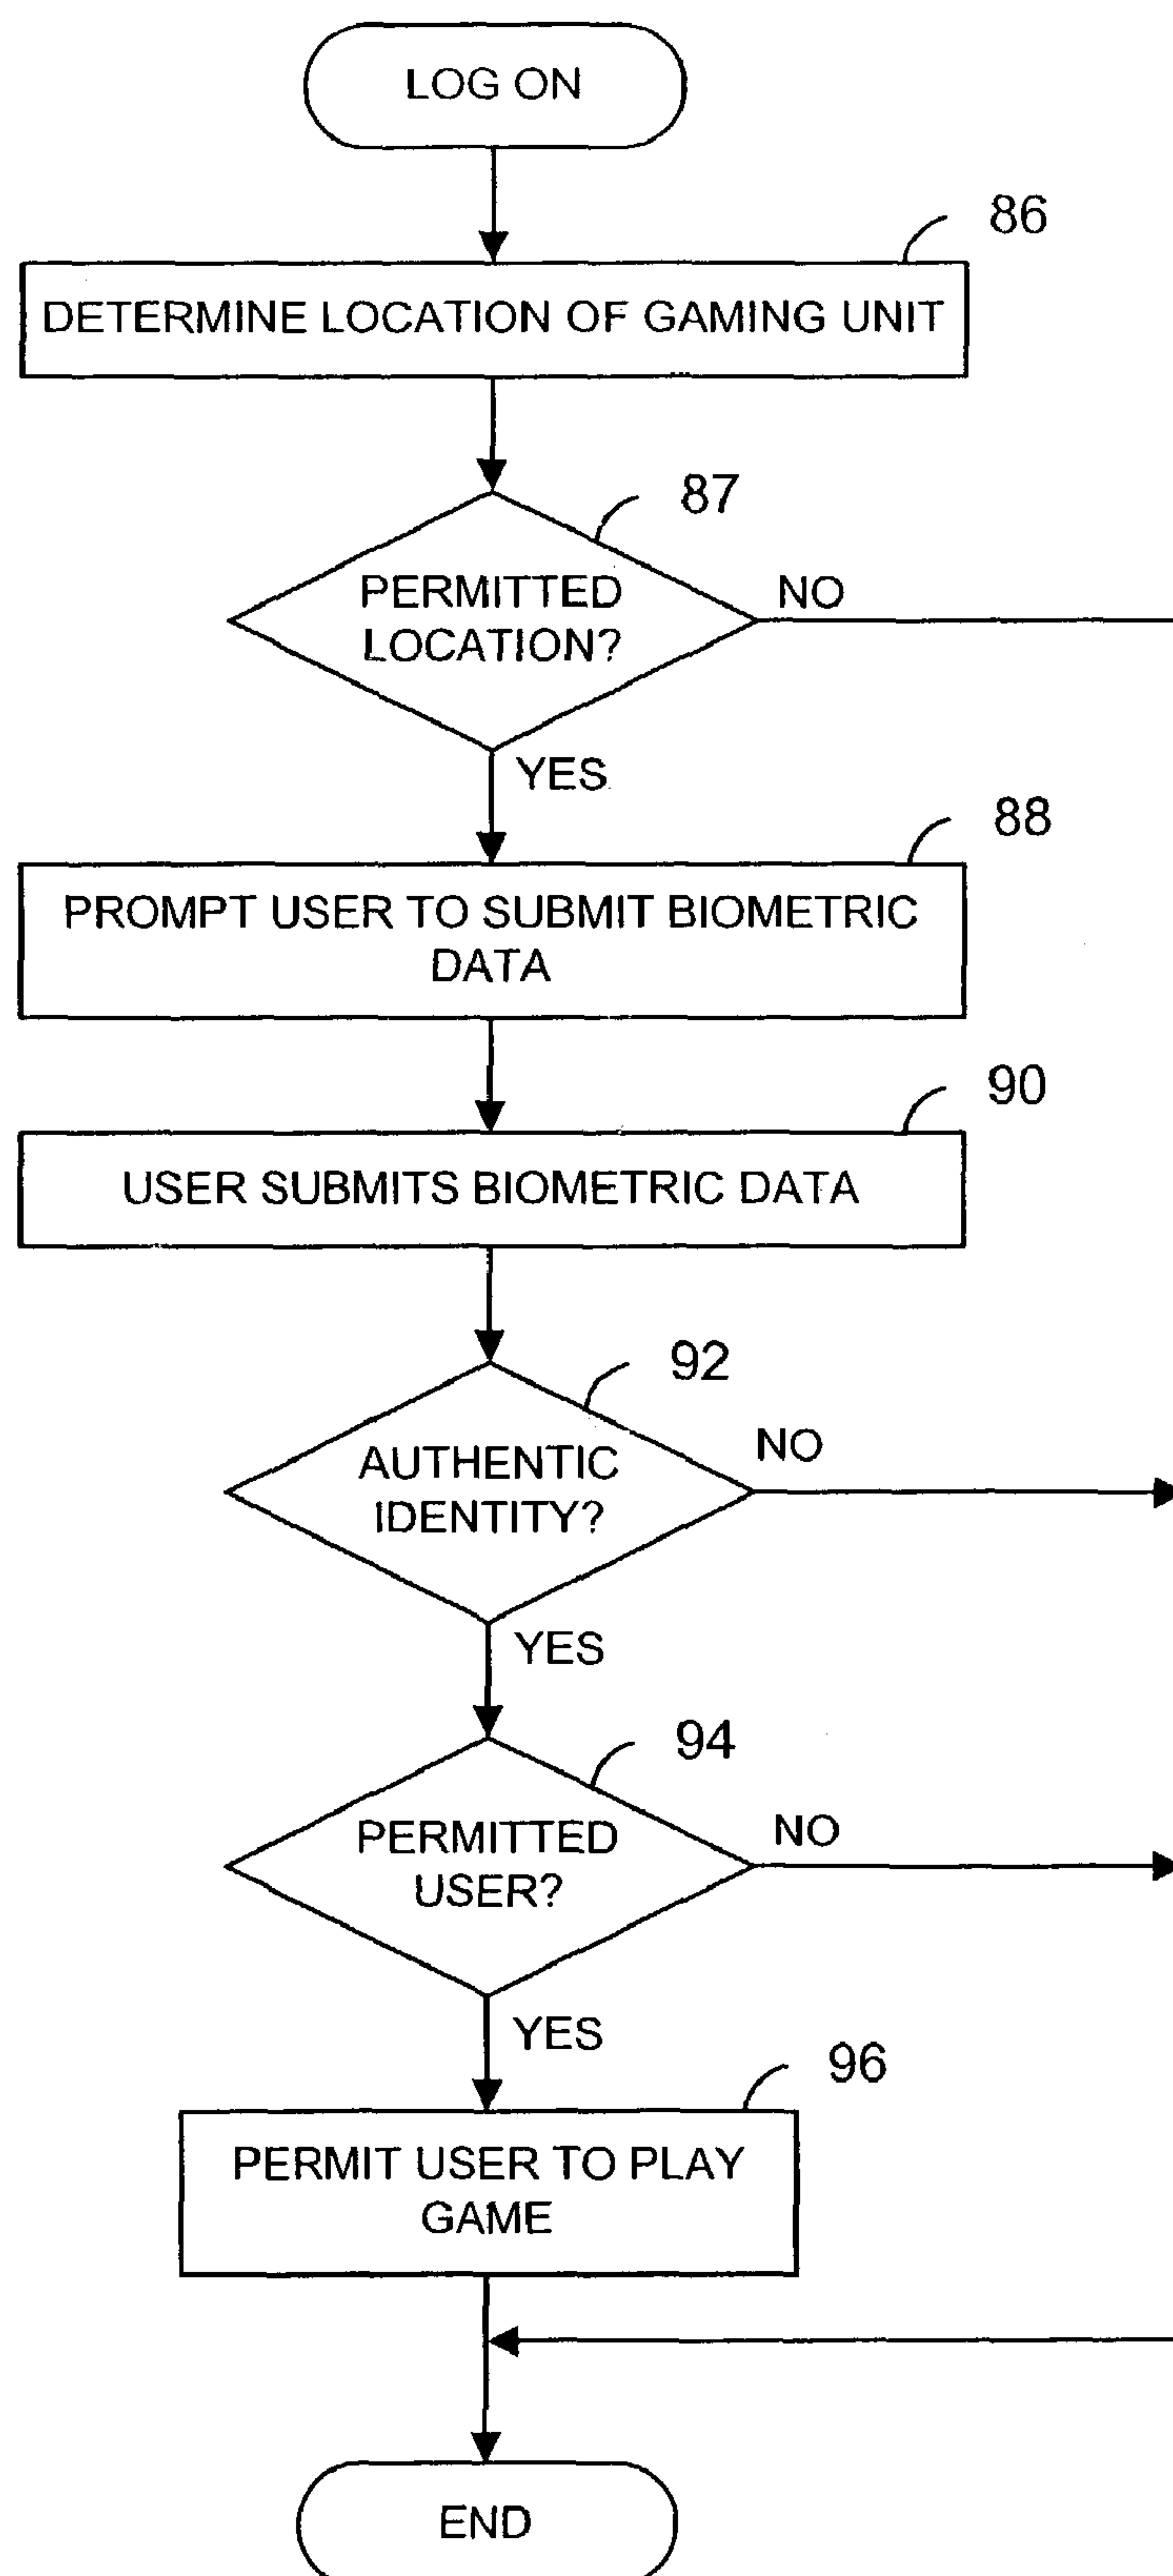 LOG ON
86
DETERMINE LOCATION OF GAMING UNIT
87
PERMITTED
LOCATION?
NO
YES
88
PROMPT USER TO SUBMIT BIOMETRIC
DATA
90
USER SUBMITS BIOMETRIC DATA
92
AUTHENTIC
IDENTITY?
NO
YES
94
PERMITTED
USER?
NO
YES
96
PERMIT USER TO PLAY
GAME
END